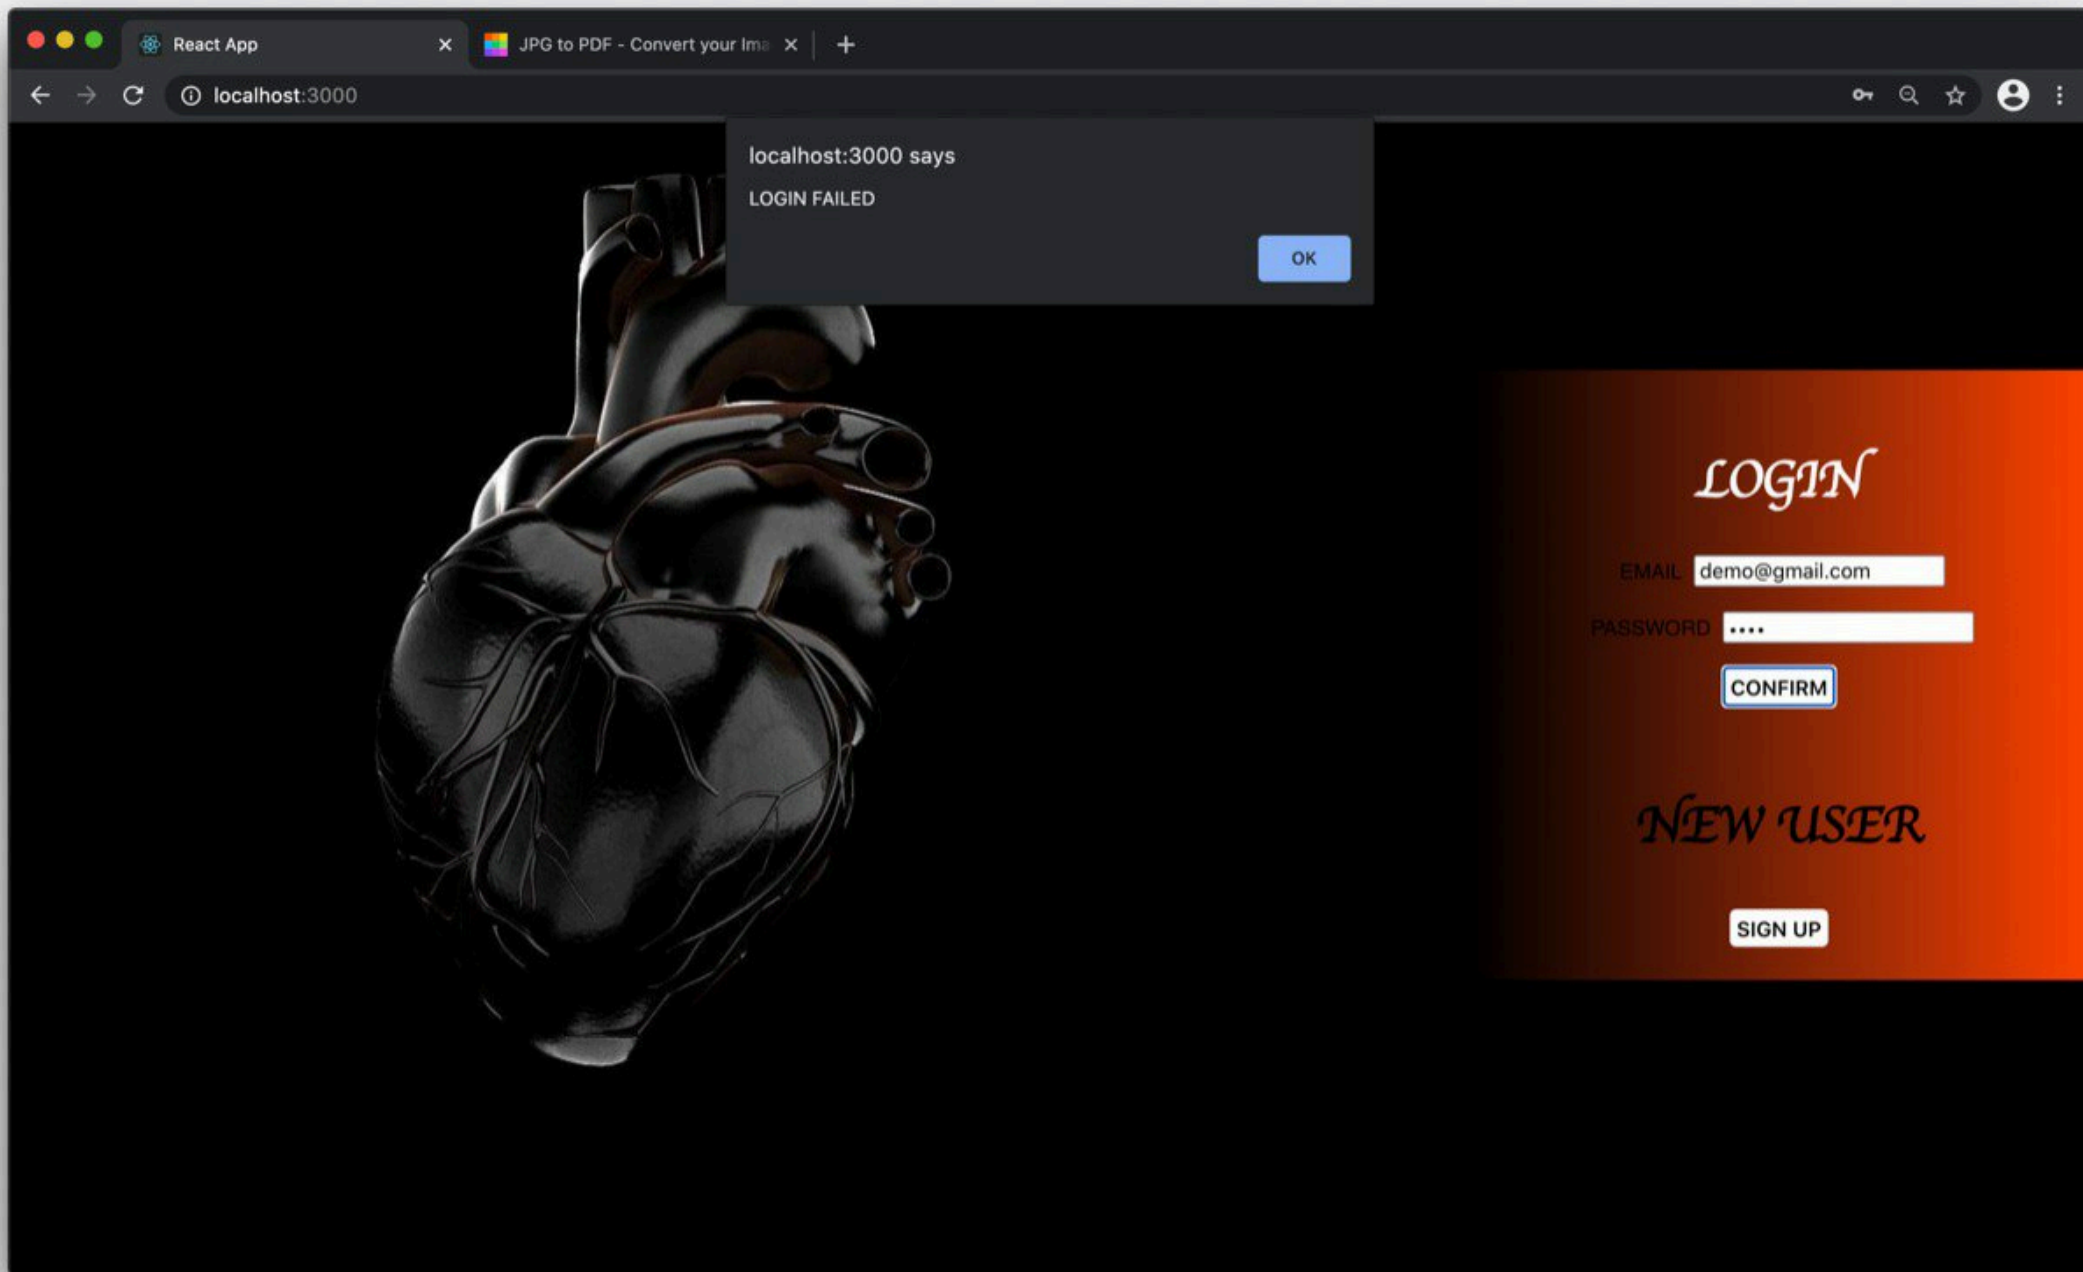 React App
JPG to PDF - Convert your Ima
localhost:3000
localhost:3000 says
LOGIN FAILED
OK
LOGIN
EMAIL demo@gmail.com
PASSWORD ••••
CONFIRM
NEW USER
SIGN UP